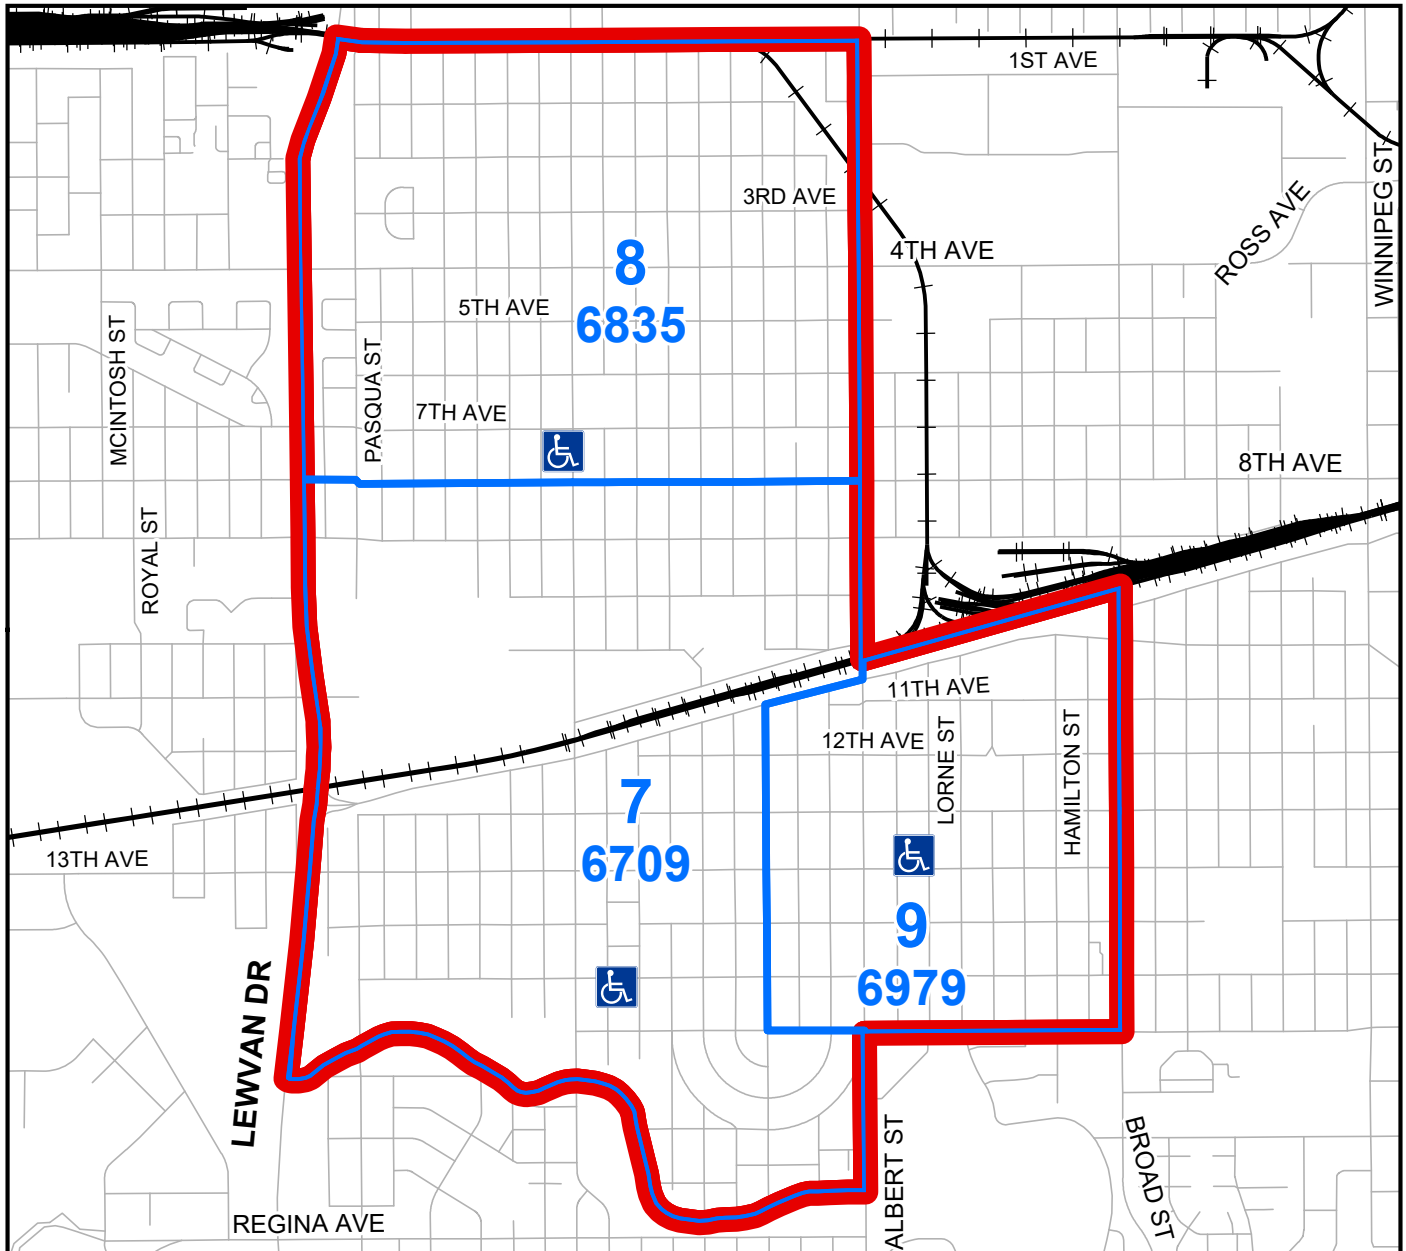 1ST AVE
WINNIPEG ST
3RD AVE
ROSS AVE
4TH AVE
8
5TH AVE
6835
MCINTOSH ST
PASQUA ST
7TH AVE
8TH AVE
ROYAL ST
11TH AVE
12TH AVE
LORNE ST
HAMILTON ST
7
6709
13TH AVE
9
6979
LEWVAN DR
ALBERT ST
BROAD ST
REGINA AVE